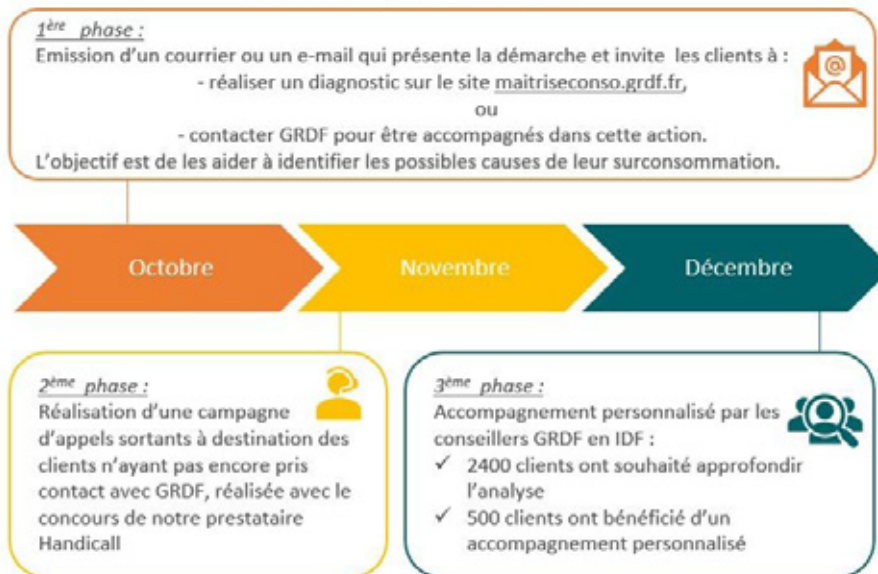 1ère phase :
Emission d'un courrier ou un e-mail qui présente la démarche et invite les clients à :
- réaliser un diagnostic sur le site maitriseconso.grdf.fr,
ou
- contacter GRDF pour être accompagnés dans cette action.
L'objectif est de les aider à identifier les possibles causes de leur surconsommation.
Octobre
Novembre
Décembre
2ème phase :
Réalisation d'une campagne
d'appels sortants à destination des
clients n'ayant pas encore pris
contact avec GRDF, réalisée avec le
concours de notre prestataire
Handicall
3ème phase :
Accompagnement personnalisé par les
conseillers GRDF en IDF :
✓ 2400 clients ont souhaité approfondir
l'analyse
✓ 500 clients ont bénéficié d'un
accompagnement personnalisé